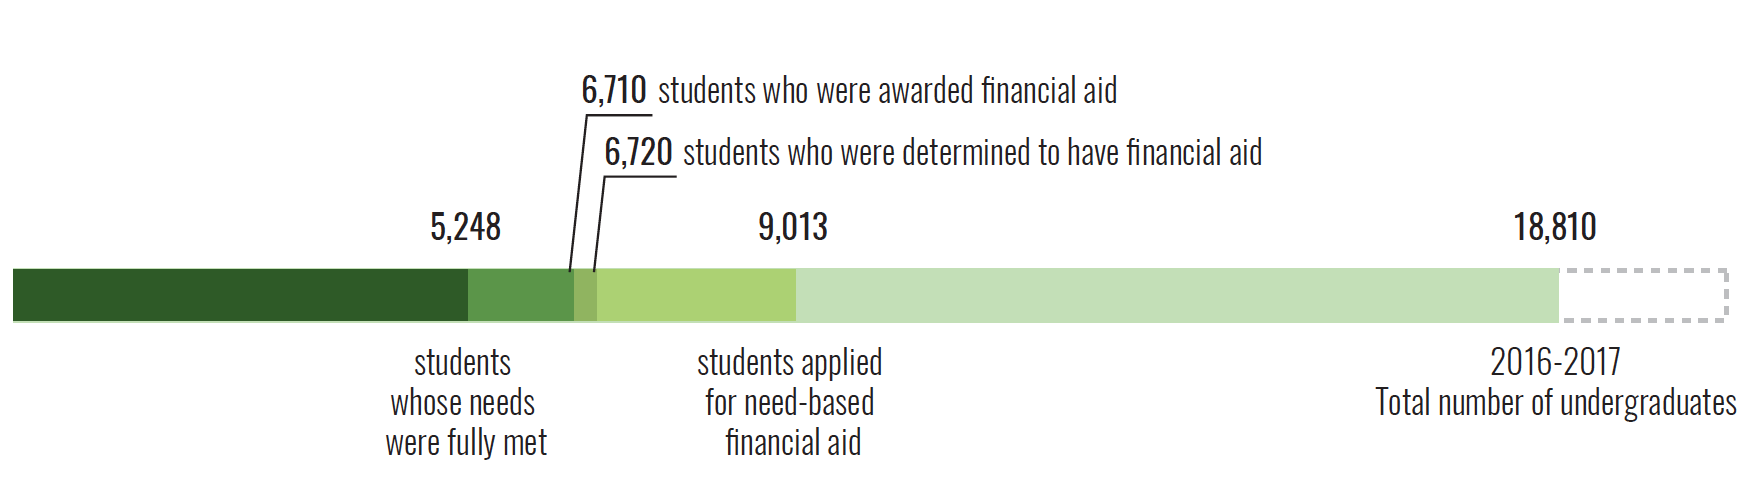 6,710 students who were awarded financial aid
6,720 students who were determined to have financial aid
5,248
9,013
18,810
students
whose needs
were fully met
students applied
for need-based
financial aid
2016-2017
Total number of undergraduates